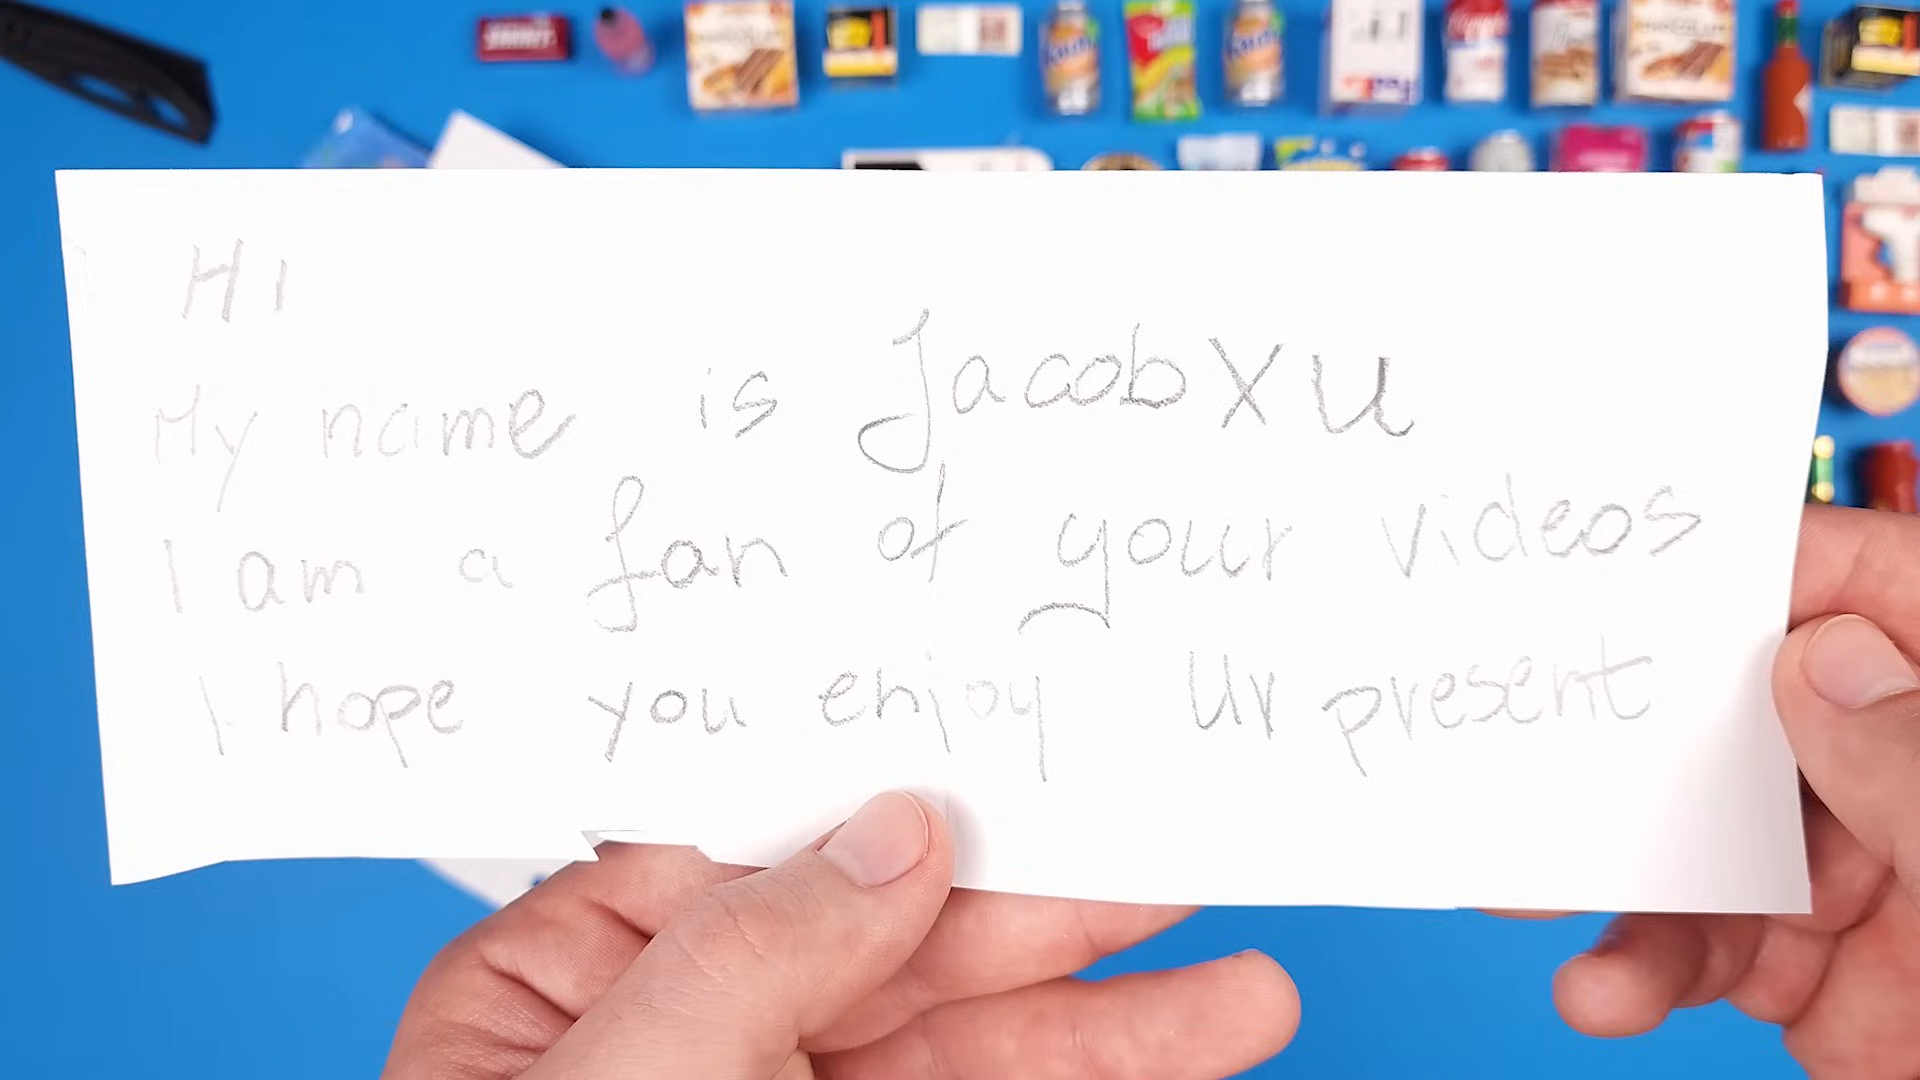 Hi
My name is Jacob XU
I am a fan of your videos
I hope you enjoy Ur present